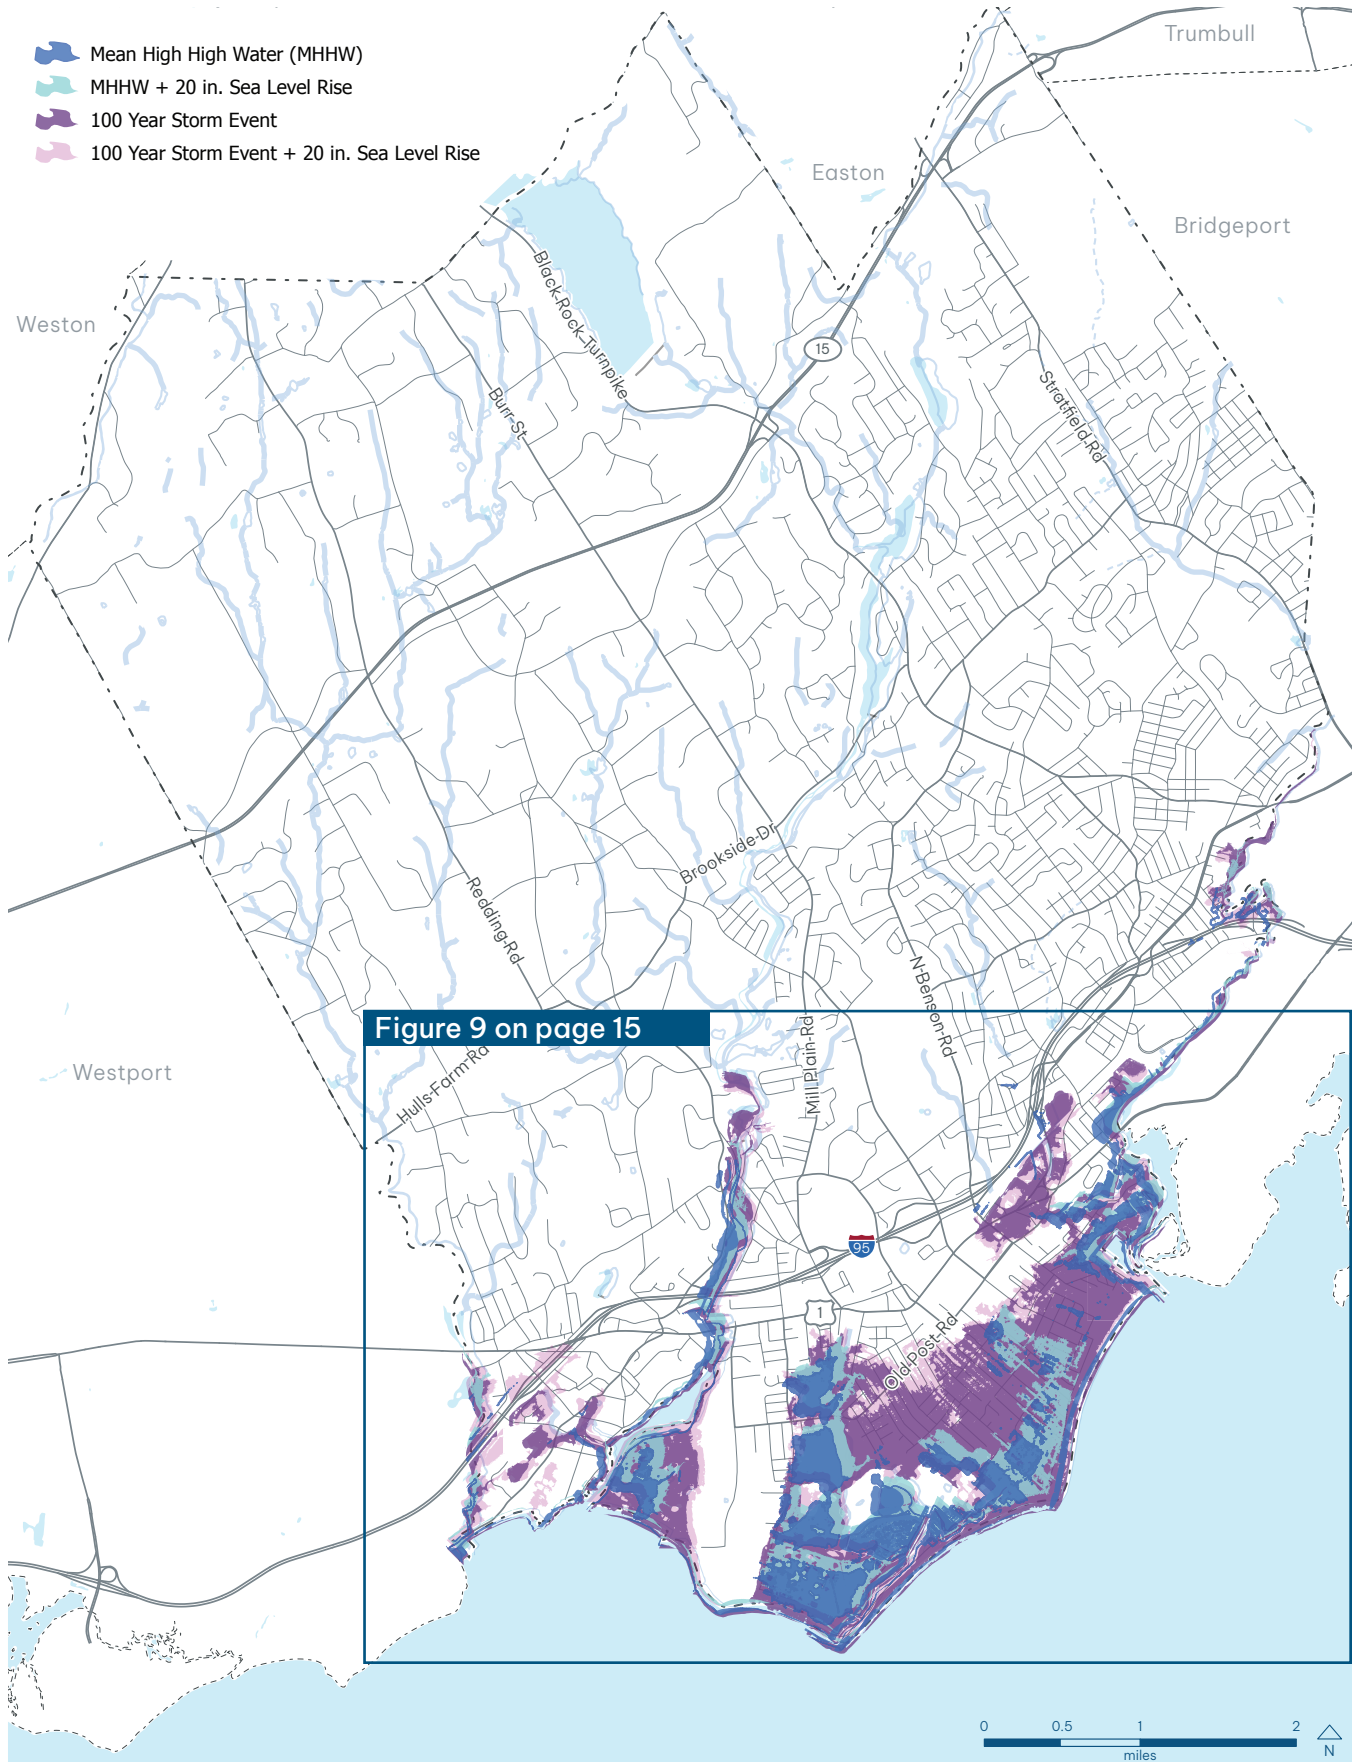 Mean High High Water (MHHW)
MHHW + 20 in. Sea Level Rise
100 Year Storm Event
100 Year Storm Event + 20 in. Sea Level Rise
Trumbull
Easton
Bridgeport
Weston
Black Rock Turnpike
15
Burr St
Stratfield Rd
Brookside Dr
Redding Rd
N Benson Rd
Figure 9 on page 15
Mill Plain Rd
Hulls Farm Rd
Westport
95
1
Old Post Rd
0 0.5 1 2
miles
N